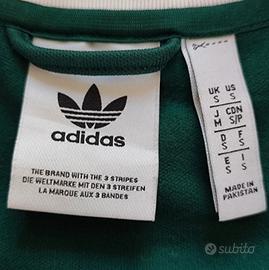 adidas
THE BRAND WITH THE 3 STRIPES
DIE WELTMARKE MIT DEN 3 STREIFEN
LA MARQUE AUX 3 BANDES
UK US
S S
J CDN
M S/P
D F
S S
E I
S S
MADE IN
PAKISTAN
subito